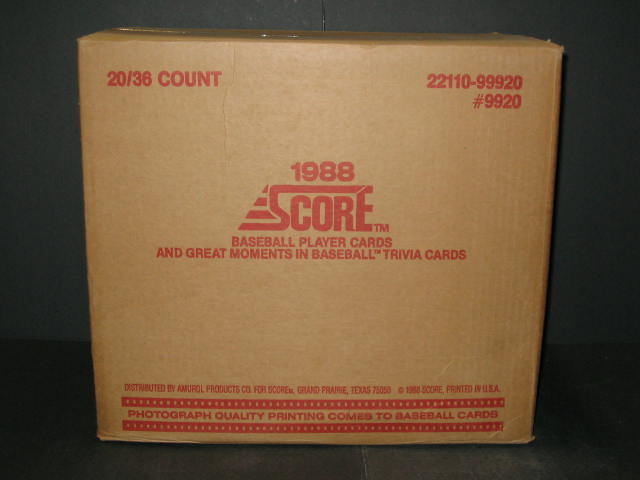 20/36 COUNT
22110-99920
#9920
1988
SCORE™
BASEBALL PLAYER CARDS
AND GREAT MOMENTS IN BASEBALL™ TRIVIA CARDS
DISTRIBUTED BY AMUROL PRODUCTS CO. FOR SCORE™, GRAND PRAIRIE, TEXAS 75050 © 1988 SCORE, PRINTED IN U.S.A.
PHOTOGRAPH QUALITY PRINTING COMES TO BASEBALL CARDS